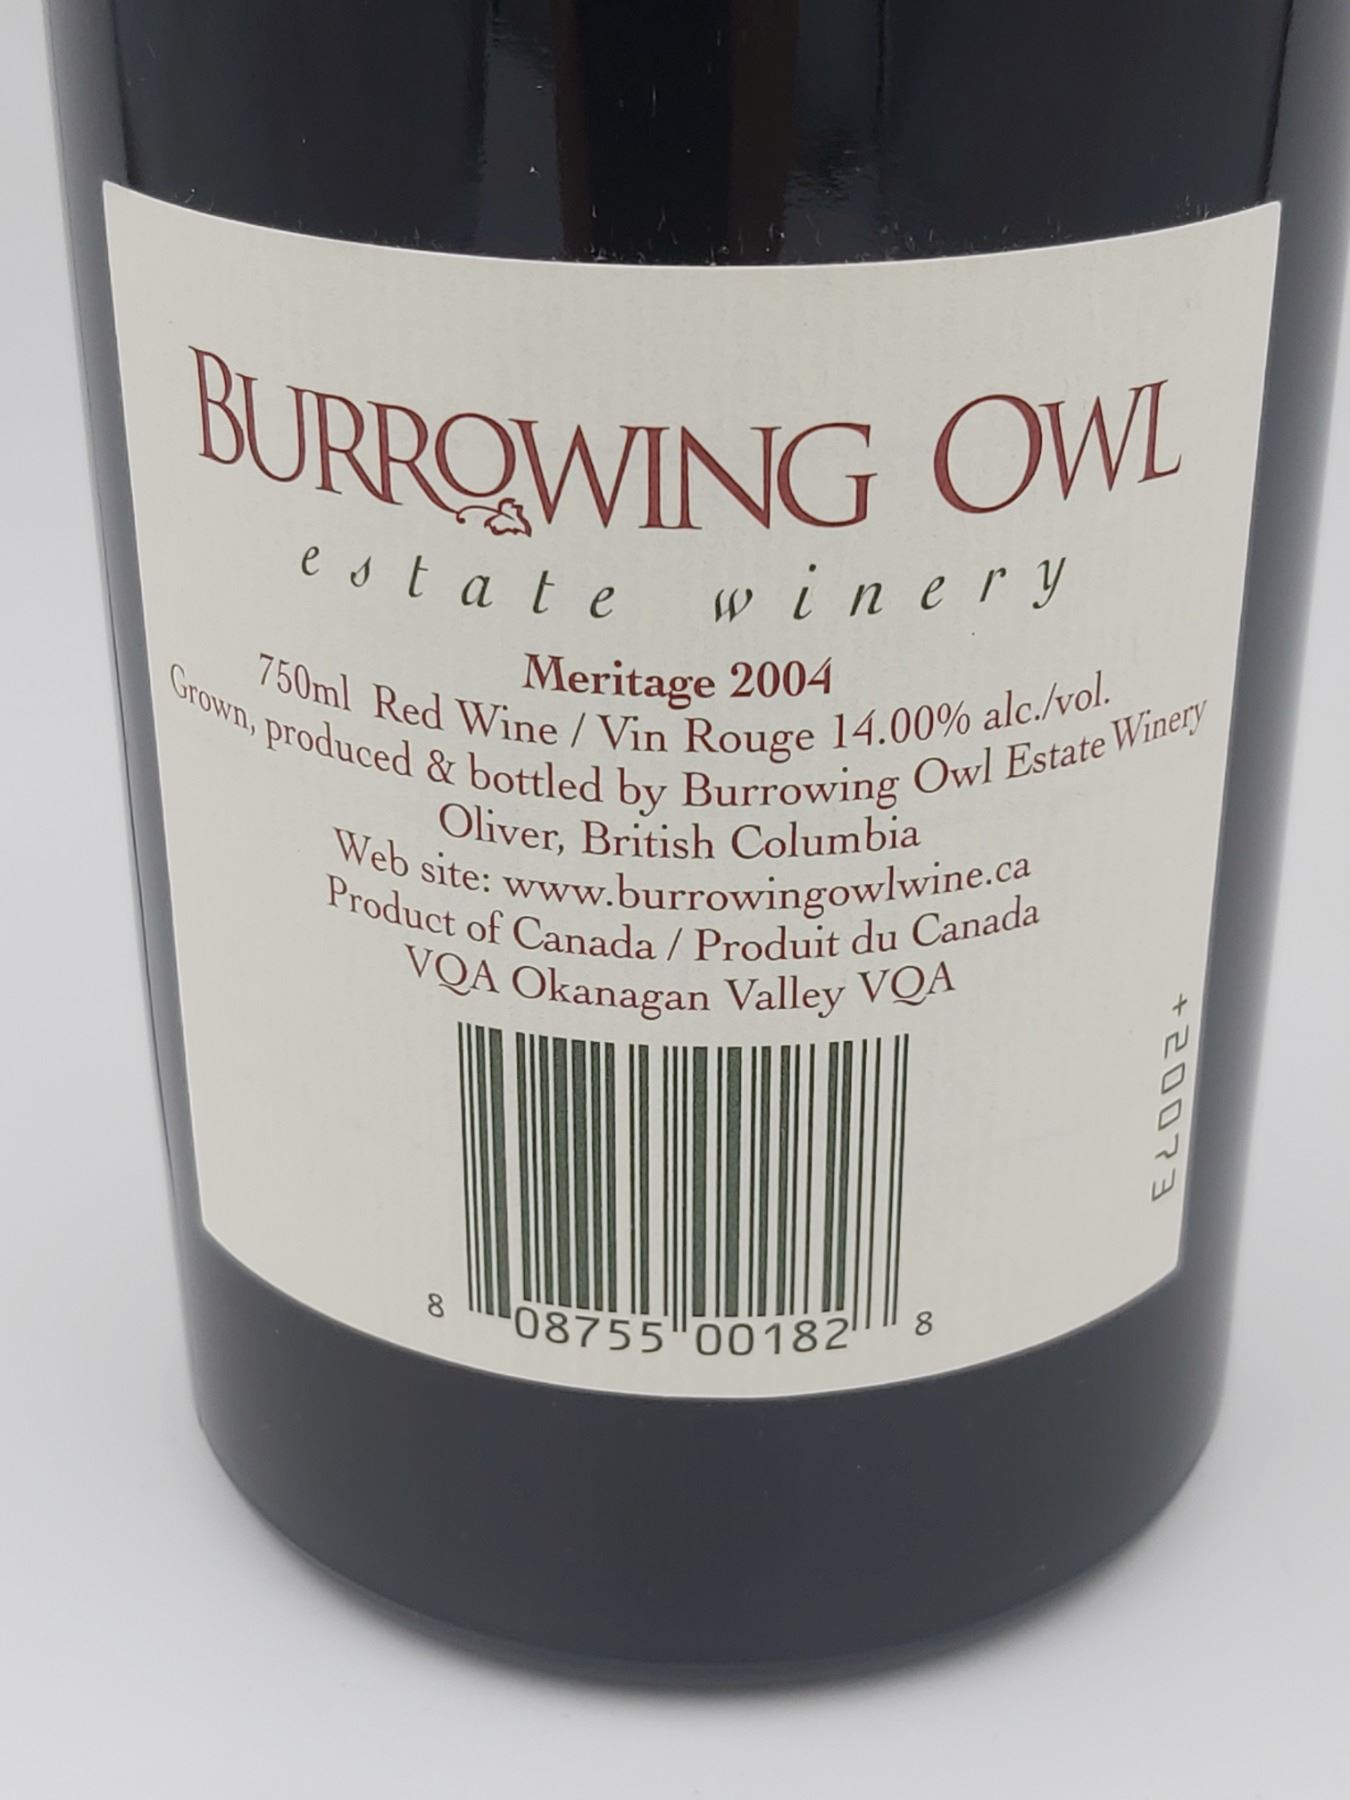 BURROWING OWL
estate winery
Meritage 2004
750ml Red Wine / Vin Rouge 14.00% alc./vol.
Grown, produced & bottled by Burrowing Owl Estate Winery
Oliver, British Columbia
Web site: www.burrowingowlwine.ca
Product of Canada / Produit du Canada
VQA Okanagan Valley VQA
+20073
8 08755 00182 8